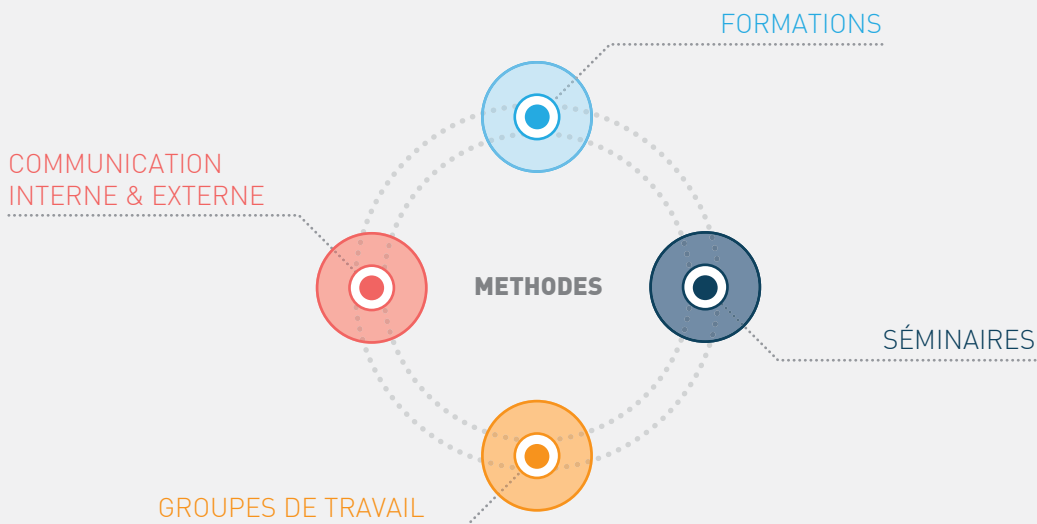 FORMATIONS
COMMUNICATION
INTERNE & EXTERNE
METHODES
SÉMINAIRES
GROUPES DE TRAVAIL